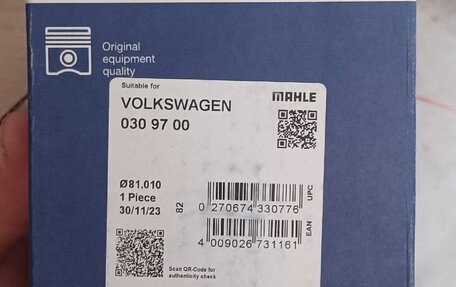 Original
equipment
quality
Suitable for
VOLKSWAGEN
MAHLE
030 97 00
Ø81.010
1 Piece
30/11/23
82
0 270674 330776
UPC
4 009026 731161
EAN
Scan QR-Code for
authenticity check